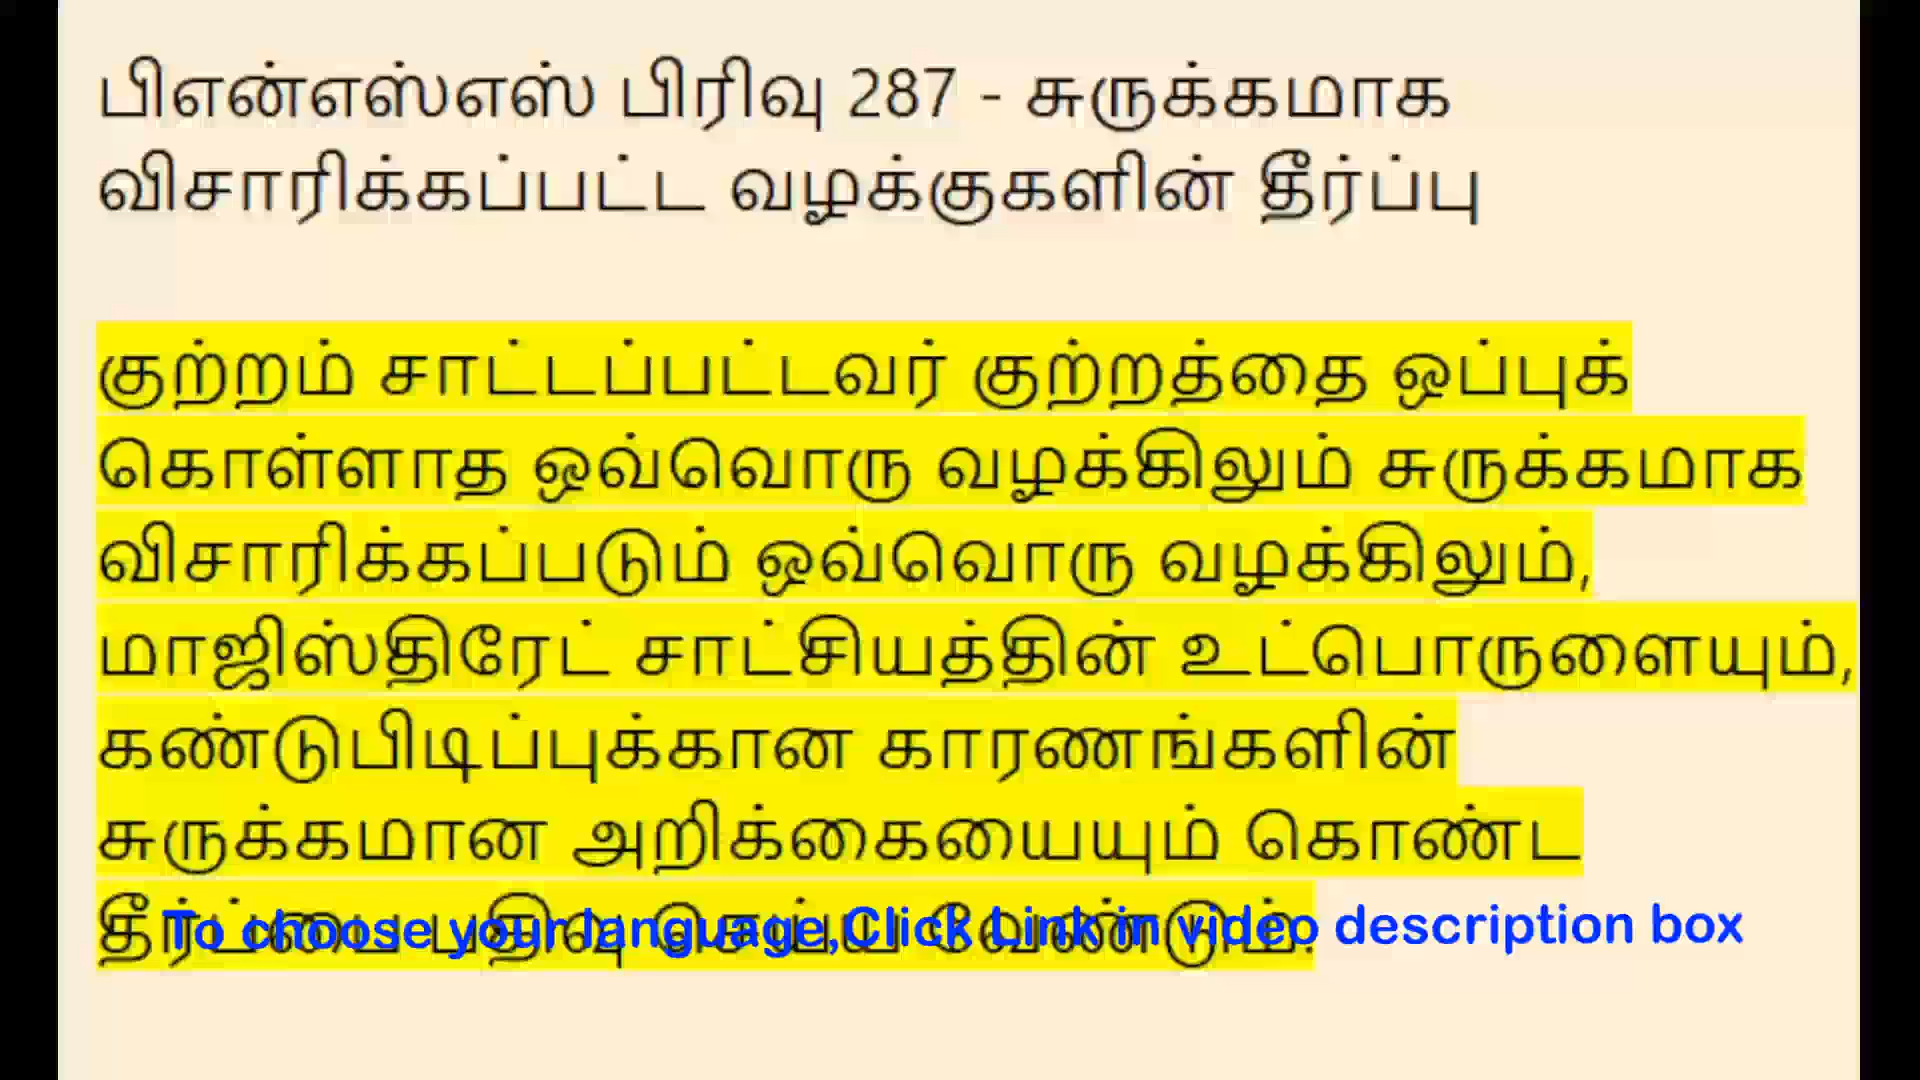 பிஎன்எஸ்எஸ் பிரிவு 287 - சுருக்கமாக
விசாரிக்கப்பட்ட வழக்குகளின் தீர்ப்பு
குற்றம் சாட்டப்பட்டவர் குற்றத்தை ஒப்புக்
கொள்ளாத ஒவ்வொரு வழக்கிலும் சுருக்கமாக
விசாரிக்கப்படும் ஒவ்வொரு வழக்கிலும்,
மாஜிஸ்திரேட் சாட்சியத்தின் உட்பொருளையும்,
கண்டுபிடிப்புக்கான காரணங்களின்
சுருக்கமான அறிக்கையையும் கொண்ட
தீர்ப்பை பதிவு செய்ய வேண்டும்.
To choose your language,Click Link in video description box